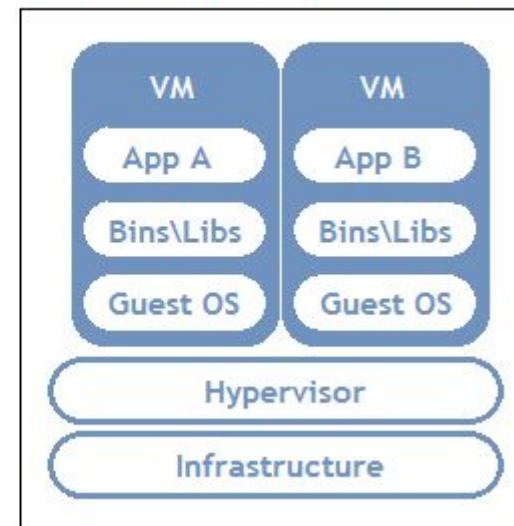 VM VM
App A App B
Bins\Libs Bins\Libs
Guest OS Guest OS
Hypervisor
Infrastructure